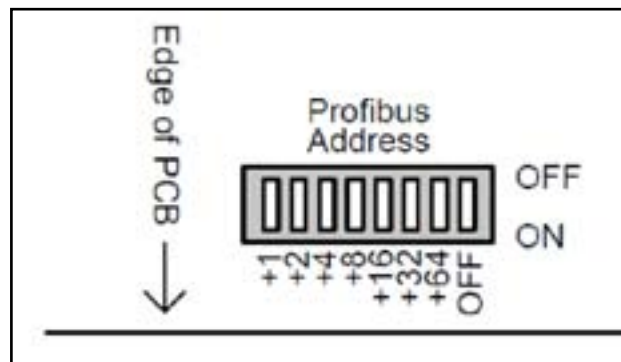 Edge of PCB
Profibus
Address
OFF
ON
+1
+2
+4
+8
+16
+32
+64
OFF